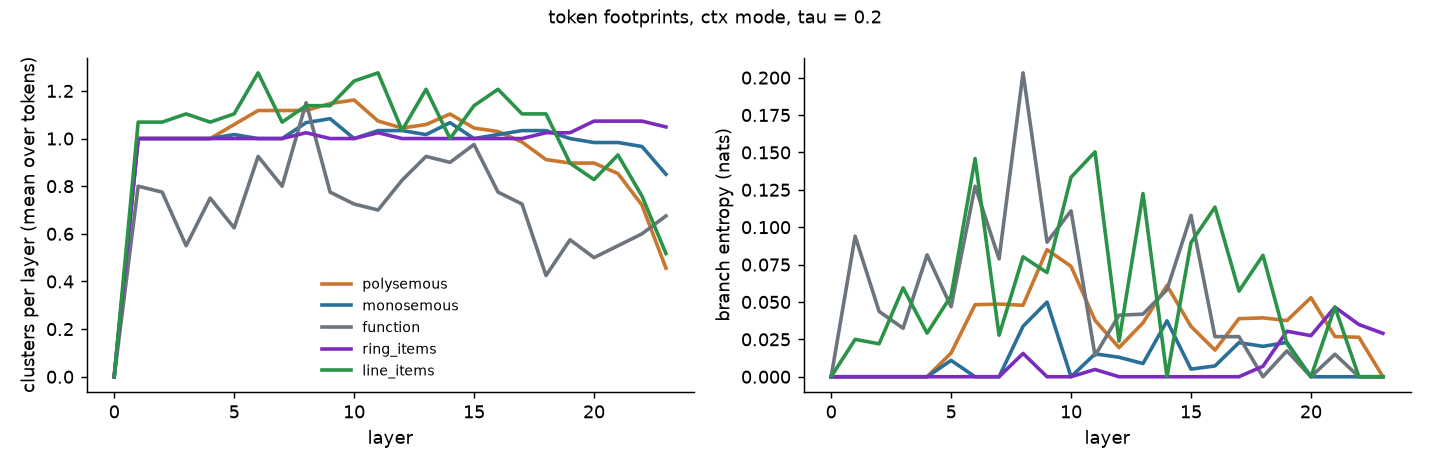 token footprints, ctx mode, tau = 0.2
clusters per layer (mean over tokens)
1.2
1.0
0.8
0.6
0.4
0.2
0.0
polysemous
monosemous
function
ring_items
line_items
0 5 10 15 20
layer
branch entropy (nats)
0.200
0.175
0.150
0.125
0.100
0.075
0.050
0.025
0.000
0 5 10 15 20
layer